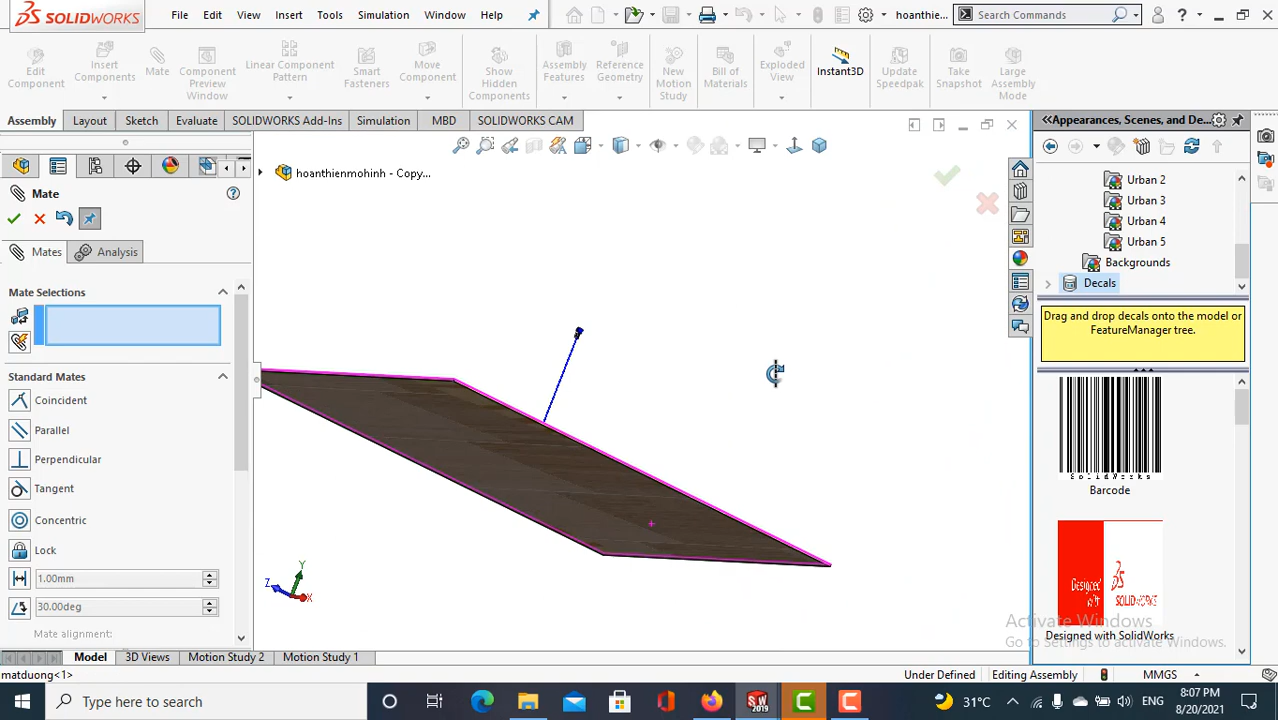 SOLIDWORKS
File Edit View Insert Tools Simulation Window Help
hoanthie...
Search Commands
Edit Component
Insert Components
Mate
Component Preview Window
Linear Component Pattern
Smart Fasteners
Move Component
Show Hidden Components
Assembly Features
Reference Geometry
New Motion Study
Bill of Materials
Exploded View
Instant3D
Update Speedpak
Take Snapshot
Large Assembly Mode
Assembly Layout Sketch Evaluate SOLIDWORKS Add-Ins Simulation MBD SOLIDWORKS CAM
Appearances, Scenes, and De...
Mate
hoanthienmohinh - Copy...
Mates Analysis
Mate Selections
Standard Mates
Coincident
Parallel
Perpendicular
Tangent
Concentric
Lock
1.00mm
30.00deg
Mate alignment:
Y
Z
X
Urban 2
Urban 3
Urban 4
Urban 5
Backgrounds
Decals
Drag and drop decals onto the model or FeatureManager tree.
SolidWorks
Barcode
Designed with
SOLIDWORKS
Designed with SolidWorks
Activate Windows
Go to Settings to activate Windows.
Model 3D Views Motion Study 2 Motion Study 1
matduong<1>
Under Defined Editing Assembly MMGS
Type here to search
SW 2019
31°C
ENG
8:07 PM
8/20/2021